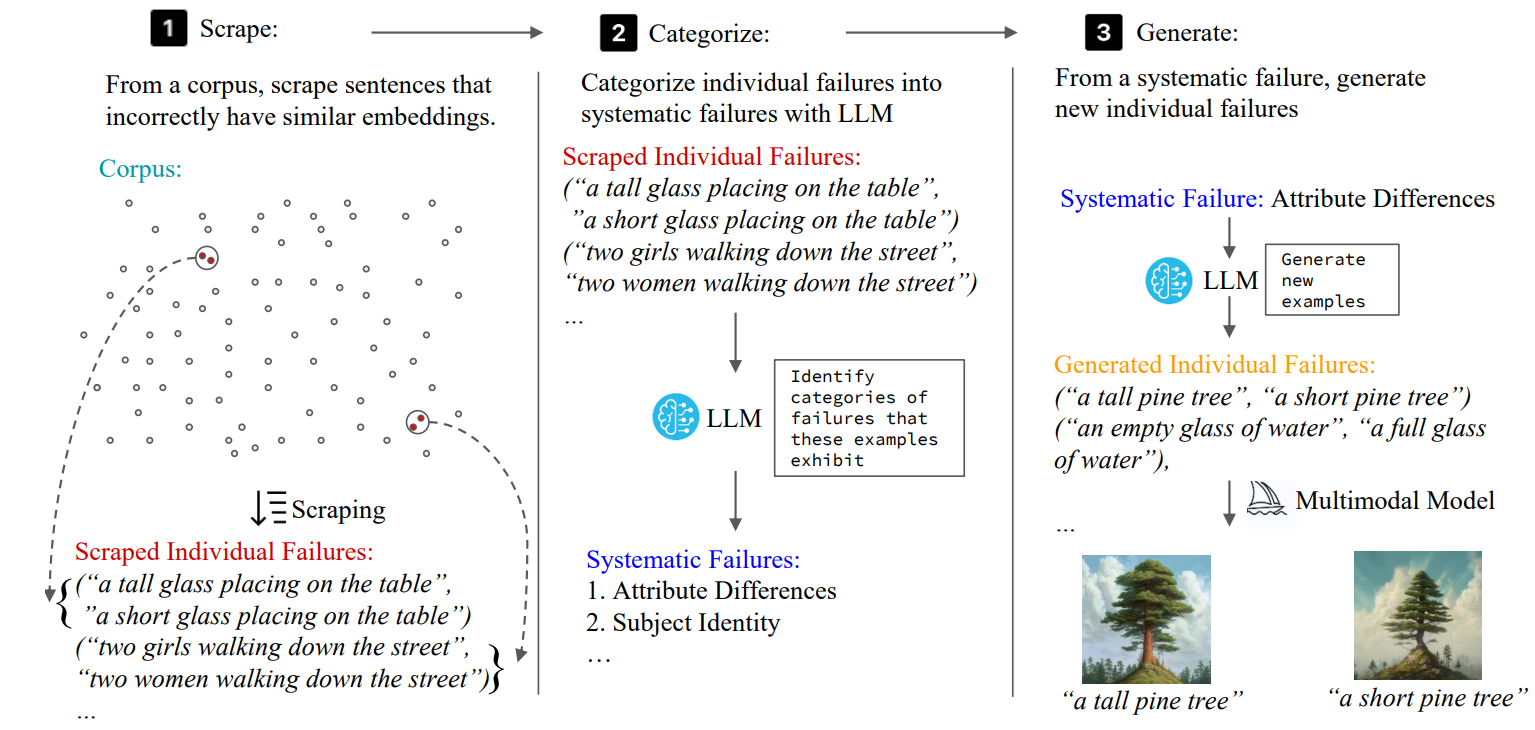 1 Scrape:
From a corpus, scrape sentences that
incorrectly have similar embeddings.
Corpus:
Scraping
Scraped Individual Failures:
(“a tall glass placing on the table”,
”a short glass placing on the table”)
(“two girls walking down the street”,
“two women walking down the street”)
...
2 Categorize:
Categorize individual failures into
systematic failures with LLM
Scraped Individual Failures:
(“a tall glass placing on the table”,
”a short glass placing on the table”)
(“two girls walking down the street”,
“two women walking down the street”)
...
LLM
Identify
categories of
failures that
these examples
exhibit
Systematic Failures:
1. Attribute Differences
2. Subject Identity
...
3 Generate:
From a systematic failure, generate
new individual failures
Systematic Failure: Attribute Differences
LLM
Generate
new
examples
Generated Individual Failures:
(“a tall pine tree”, “a short pine tree”)
(“an empty glass of water”, “a full glass
of water”),
...
Multimodal Model
“a tall pine tree”
“a short pine tree”